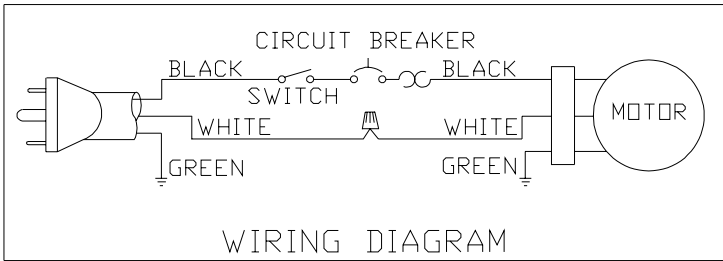 CIRCUIT BREAKER
BLACK
BLACK
SWITCH
MOTOR
WHITE
WHITE
GREEN
GREEN
WIRING DIAGRAM